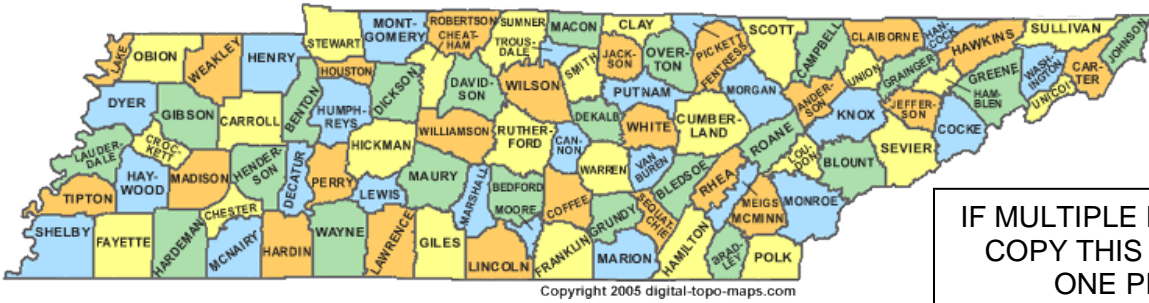 LAKE
OBION
WEAKLEY
HENRY
STEWART
MONT-
GOMERY
ROBERTSON
CHEAT-
HAM
SUMNER
TROUS-
DALE
MACON
CLAY
PICKETT
FENTRESS
SCOTT
CAMPBELL
CLAIBORNE
HAN-
COCK
HAWKINS
SULLIVAN
JOHNSON
HOUSTON
SMITH
JACK-
SON
OVER-
TON
UNION
GRAINGER
GREENE
WASH-
INGTON
CAR-
TER
UNICOI
DYER
GIBSON
CARROLL
BENTON
HUMPH-
REYS
DICKSON
DAVID-
SON
WILSON
PUTNAM
MORGAN
ANDER-
SON
KNOX
JEFFER-
SON
HAM-
BLEN
COCKE
DEKALB
WHITE
CUMBER-
LAND
ROANE
LOU-
DON
BLOUNT
SEVIER
LAUDER-
DALE
CROC-
KETT
HICKMAN
WILLIAMSON
RUTHER-
FORD
CAN-
NON
WARREN
VAN
BUREN
BLEDSOE
RHEA
TIPTON
HAY-
WOOD
MADISON
HENDER-
SON
DECATUR
PERRY
LEWIS
MAURY
MARSHALL
BEDFORD
MOORE
COFFEE
GRUNDY
SEQUAT-
CHIE
MEIGS
MCMINN
MONROE
SHELBY
FAYETTE
HARDEMAN
CHESTER
MCNAIRY
HARDIN
WAYNE
LAWRENCE
GILES
LINCOLN
FRANKLIN
MARION
HAMILTON
BRAD-
LEY
POLK
IF MULTIPLE
COPY THIS
Copyright 2005 digital-topo-maps.com